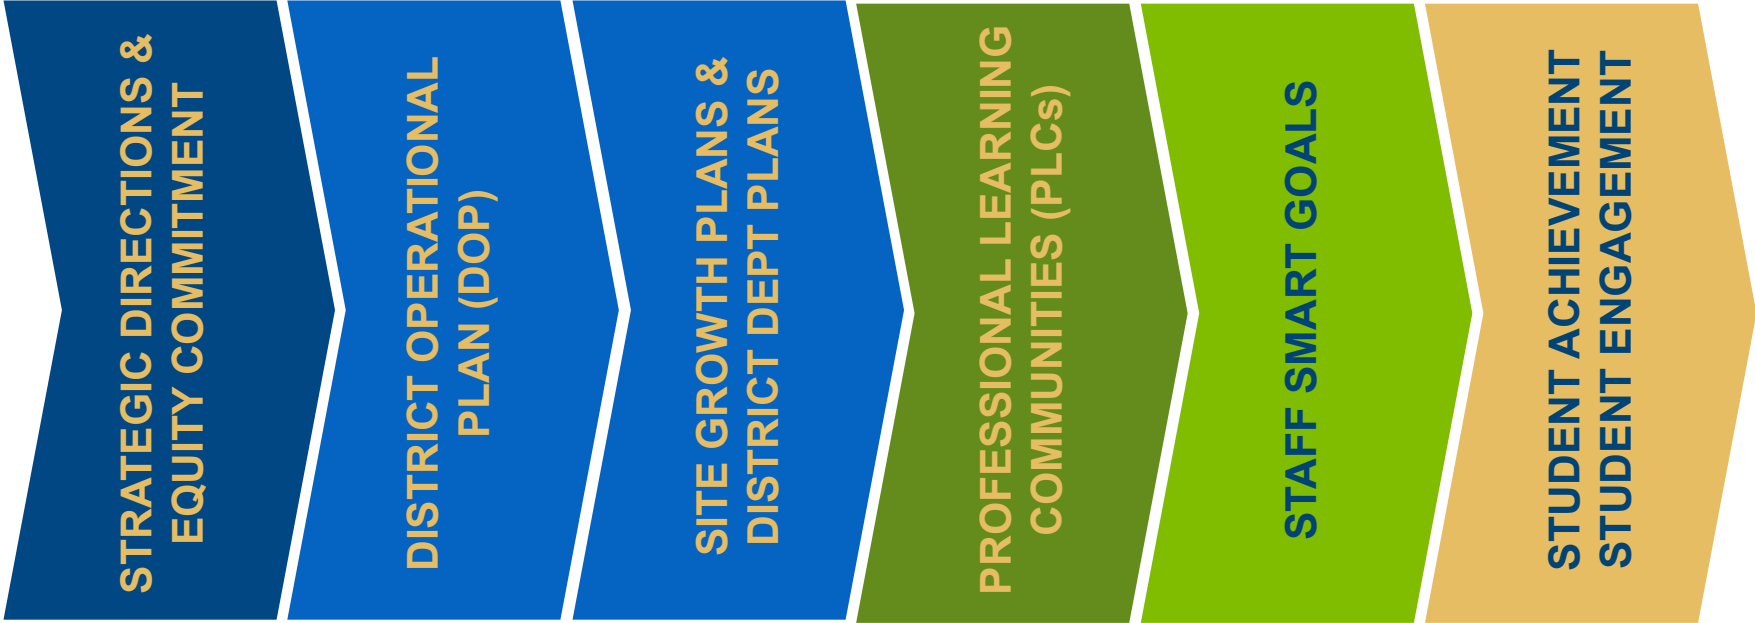 STRATEGIC DIRECTIONS &
EQUITY COMMITMENT
DISTRICT OPERATIONAL
PLAN (DOP)
SITE GROWTH PLANS &
DISTRICT DEPT PLANS
PROFESSIONAL LEARNING
COMMUNITIES (PLCs)
STAFF SMART GOALS
STUDENT ACHIEVEMENT
STUDENT ENGAGEMENT